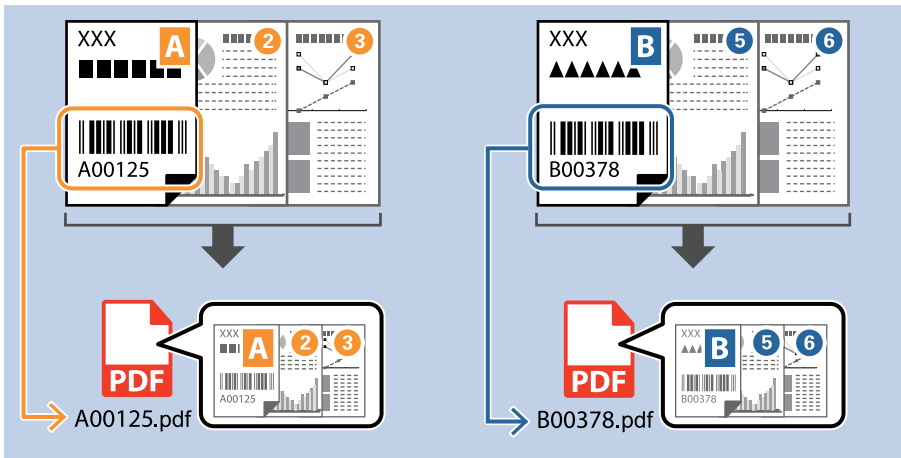 XXX A 2 3
A00125
XXX B 5 6
B00378
PDF
XXX A 2 3
A00125
A00125.pdf
PDF
XXX B 5 6
B00378
B00378.pdf